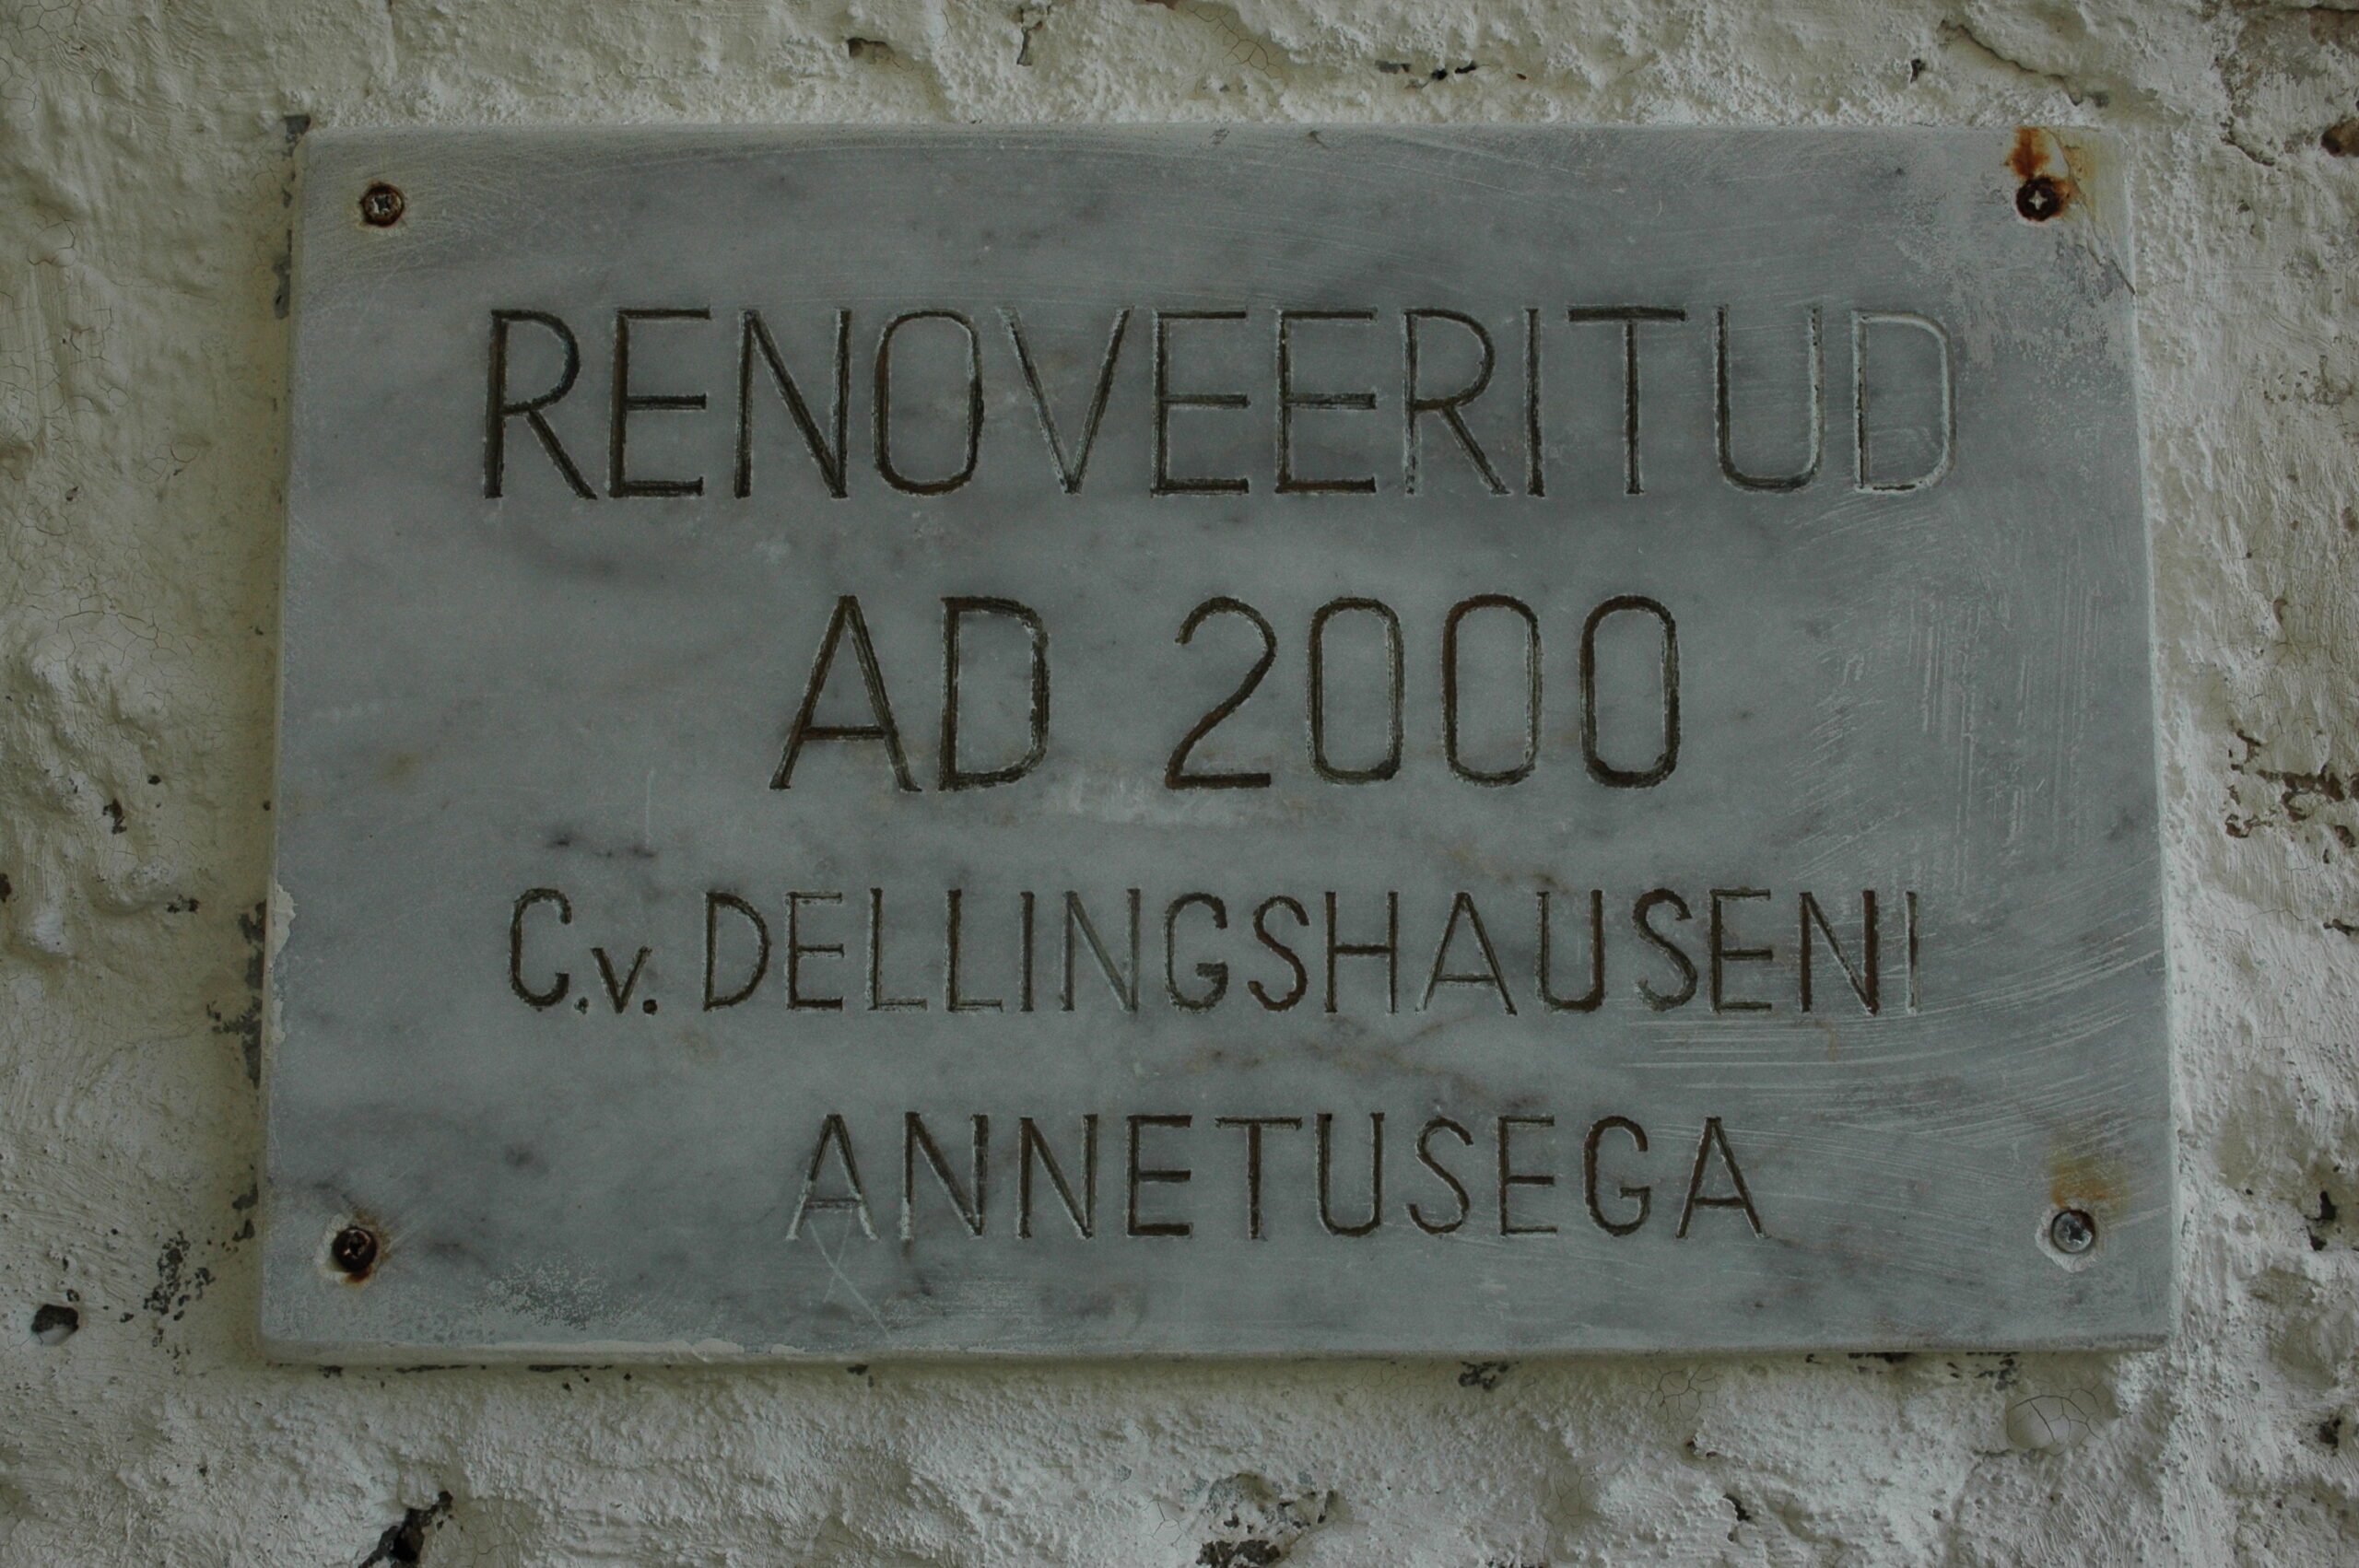 RENOVEERITUD
AD 2000
C.v. DELLINGSHAUSENI
ANNETUSEGA